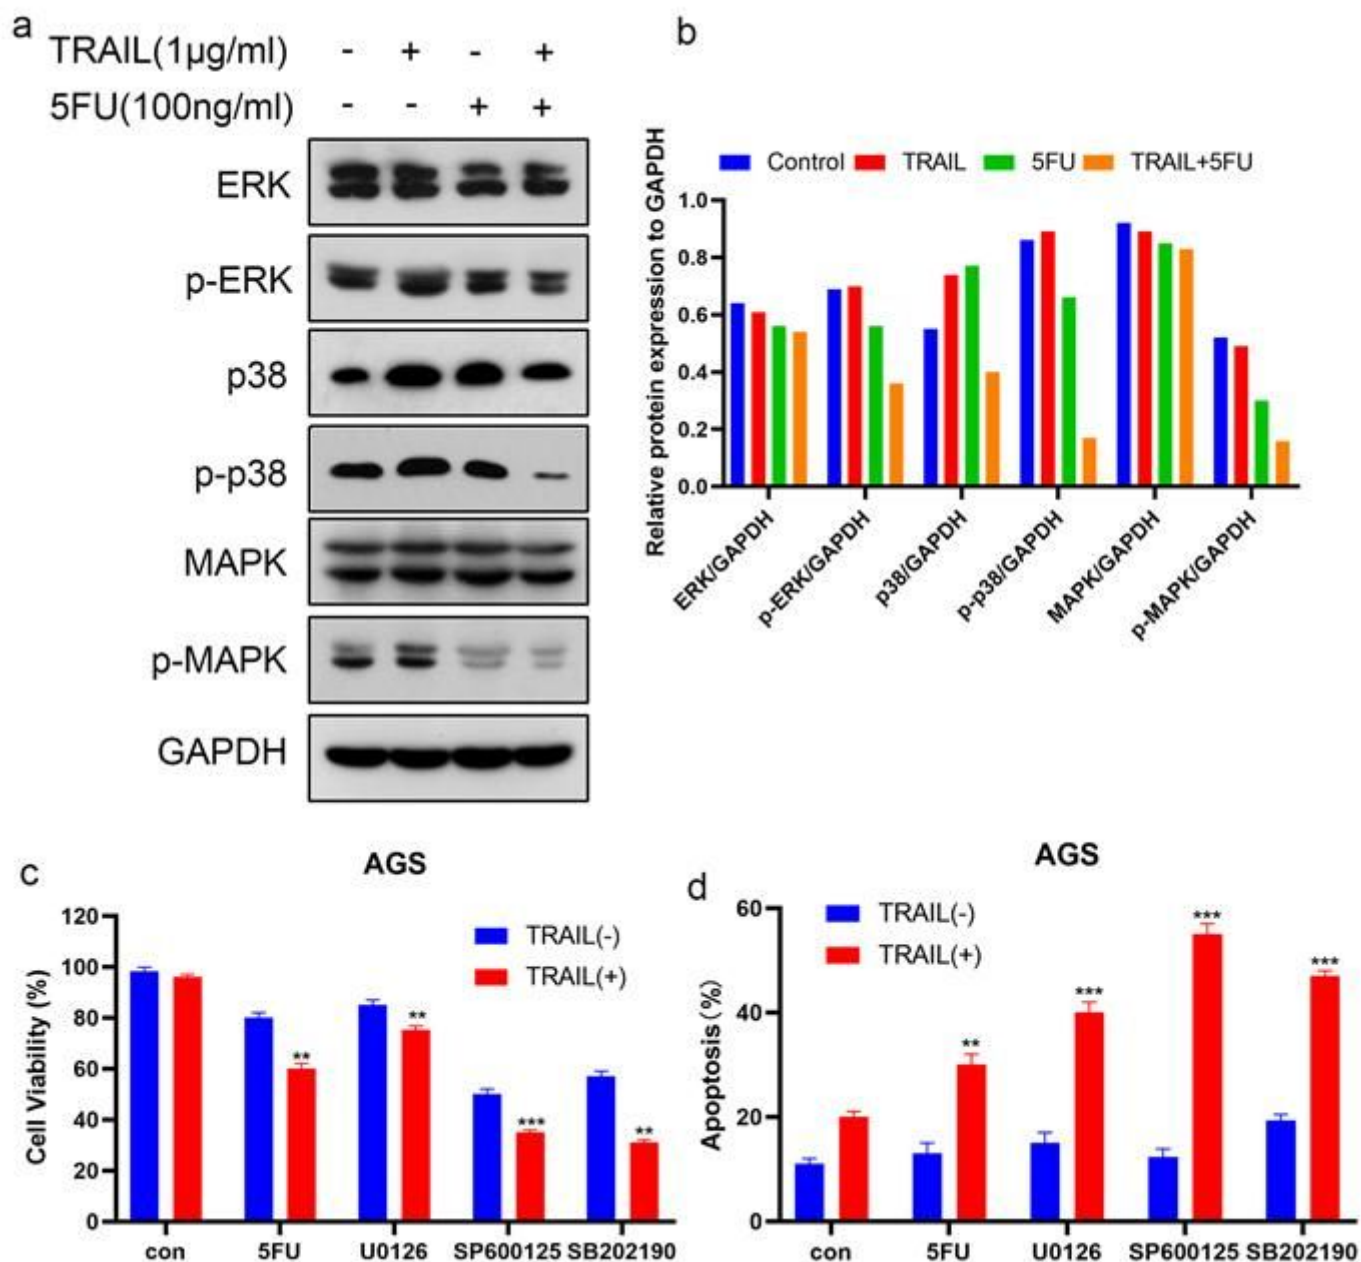 a
TRAIL(1µg/ml) - + - +
5FU(100ng/ml) - - + +
ERK
p-ERK
p38
p-p38
MAPK
p-MAPK
GAPDH
b
Control TRAIL 5FU TRAIL+5FU
Relative protein expression to GAPDH
1.0
0.8
0.6
0.4
0.2
0.0
ERK/GAPDH
p-ERK/GAPDH
p38/GAPDH
p-p38/GAPDH
MAPK/GAPDH
p-MAPK/GAPDH
c
AGS
TRAIL(-)
TRAIL(+)
Cell Viability (%)
120
100
80
60
40
20
0
** ** *** **
con 5FU U0126 SP600125 SB202190
d
AGS
TRAIL(-)
TRAIL(+)
Apoptosis (%)
60
40
20
0
** *** *** ***
con 5FU U0126 SP600125 SB202190